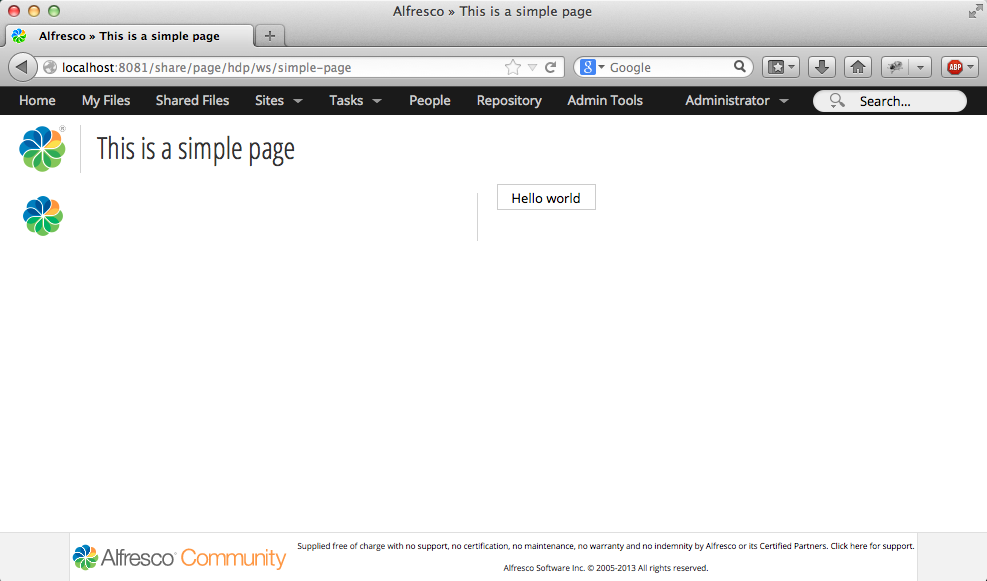 Alfresco » This is a simple page
Alfresco » This is a simple page
localhost:8081/share/page/hdp/ws/simple-page
8 Google
ABP
Home My Files Shared Files Sites Tasks People Repository Admin Tools Administrator Search...
® This is a simple page
Hello world
Alfresco® Community
Supplied free of charge with no support, no certification, no maintenance, no warranty and no indemnity by Alfresco or its Certified Partners. Click here for support.
Alfresco Software Inc. © 2005-2013 All rights reserved.